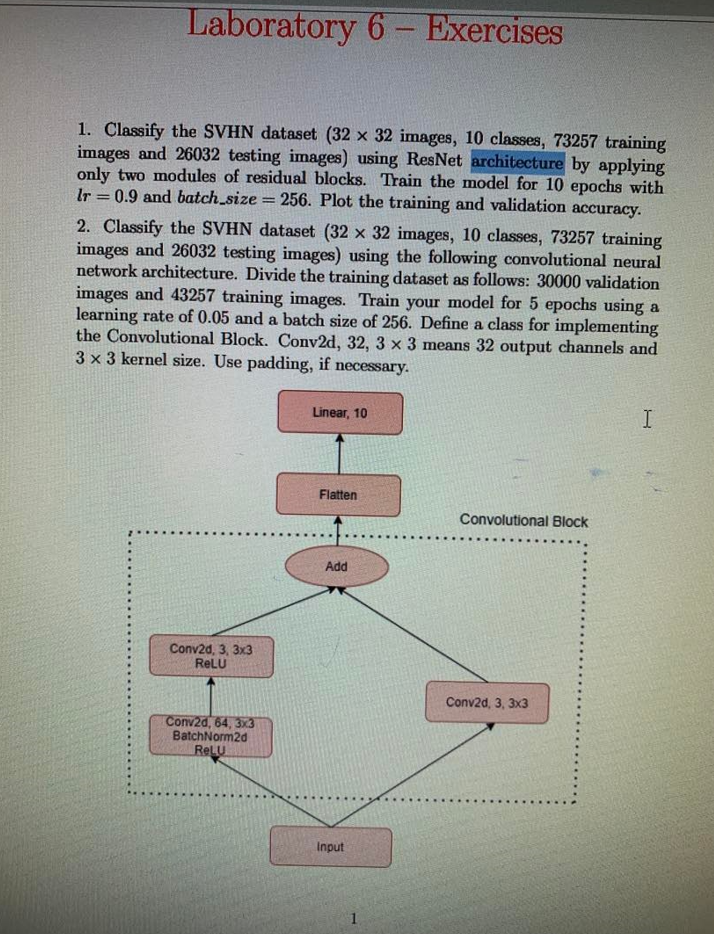 Laboratory 6 – Exercises
1. Classify the SVHN dataset (32 × 32 images, 10 classes, 73257 training
images and 26032 testing images) using ResNet architecture by applying
only two modules of residual blocks. Train the model for 10 epochs with
lr = 0.9 and batch_size = 256. Plot the training and validation accuracy.
2. Classify the SVHN dataset (32 × 32 images, 10 classes, 73257 training
images and 26032 testing images) using the following convolutional neural
network architecture. Divide the training dataset as follows: 30000 validation
images and 43257 training images. Train your model for 5 epochs using a
learning rate of 0.05 and a batch size of 256. Define a class for implementing
the Convolutional Block. Conv2d, 32, 3 × 3 means 32 output channels and
3 × 3 kernel size. Use padding, if necessary.
Linear, 10
Flatten
Convolutional Block
Add
Conv2d, 3, 3x3
ReLU
Conv2d, 3, 3x3
Conv2d, 64, 3x3
BatchNorm2d
ReLU
Input
1